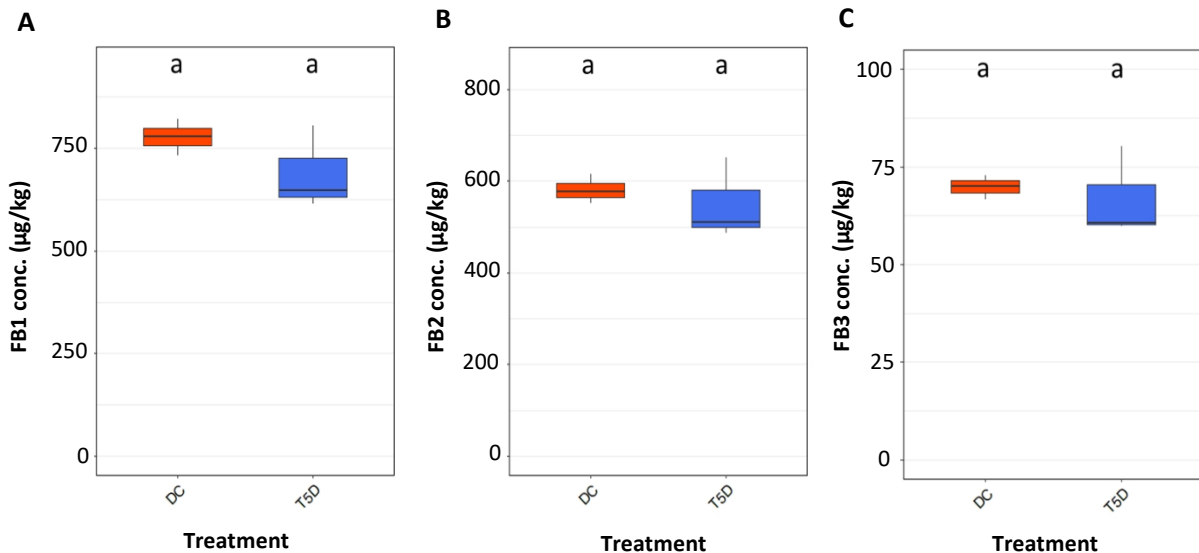 A
a a
FB1 conc. (µg/kg)
750
500
250
0
DC T5D
Treatment
B
a a
FB2 conc. (µg/kg)
800
600
400
200
0
DC T5D
Treatment
C
a a
FB3 conc. (µg/kg)
100
75
50
25
0
DC T5D
Treatment